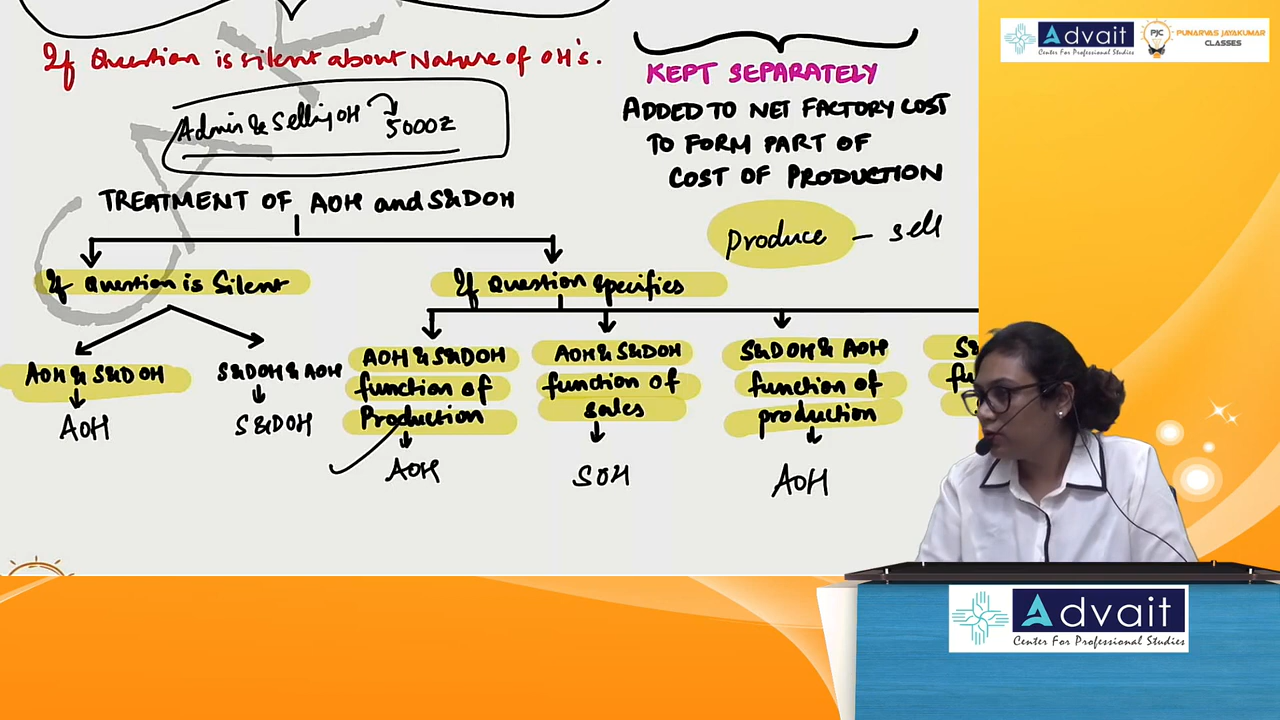 If Question is silent about Nature of OH's.
Admin & Selling OH 5000Z
KEPT SEPARATELY
ADDED TO NET FACTORY COST
TO FORM PART OF
COST OF PRODUCTION
produce - sell
TREATMENT OF AOH and S&DOH
If Question is Silent
If Question specifies
AOH & S&DOH
AOH
S&DOH & AOH
S&DOH
AOH & S&DOH
function of
Production
AOH
AOH & S&DOH
function of
sales
SOH
S&DOH & AOH
function of
production
AOH
Advait
Center For Professional Studies
PJC
PUNARVAS JAYAKUMAR
CLASSES
Advait
Center For Professional Studies